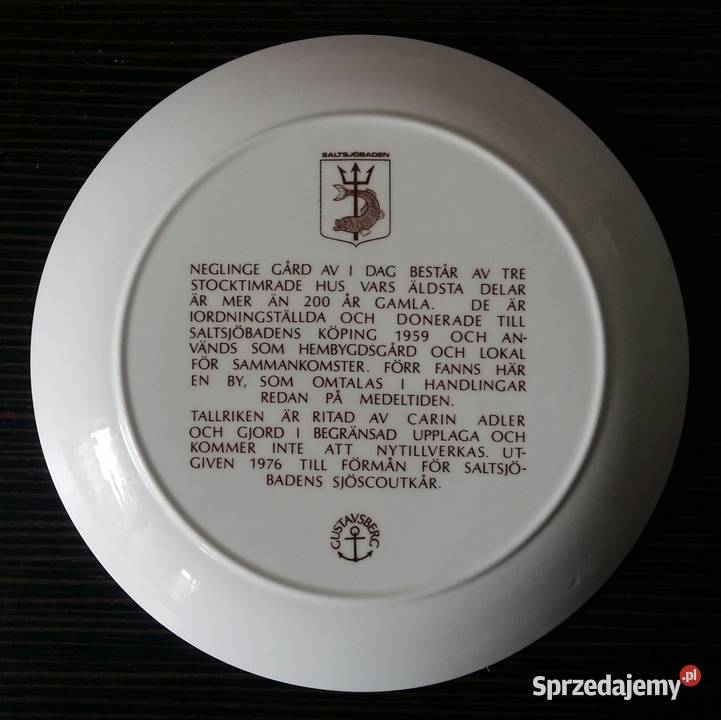 SALTSJÖBADEN
NEGLINGE GÅRD AV I DAG BESTÅR AV TRE
STOCKTIMRADE HUS VARS ÄLDSTA DELAR
ÄR MER ÄN 200 ÅR GAMLA. DE ÄR
IORDNINGSTÄLLDA OCH DONERADE TILL
SALTSJÖBADENS KÖPING 1959 OCH AN-
VÄNDS SOM HEMBYGDSGÅRD OCH LOKAL
FÖR SAMMANKOMSTER. FÖRR FANNS HÄR
EN BY, SOM OMTALAS I HANDLINGAR
REDAN PÅ MEDELTIDEN.
TALLRIKEN ÄR RITAD AV CARIN ADLER
OCH GJORD I BEGRÄNSAD UPPLAGA OCH
KOMMER INTE ATT NYTILLVERKAS. UT-
GIVEN 1976 TILL FÖRMÅN FÖR SALTSJÖ-
BADENS SJÖSCOUTKÅR.
GUSTAVSBERG
Sprzedajemy.pl